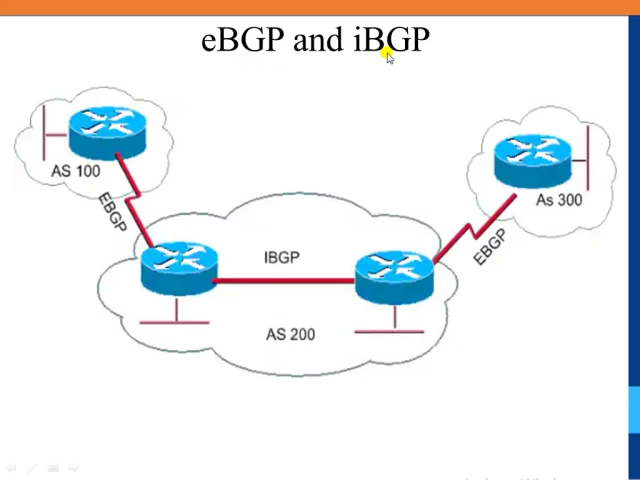 eBGP and iBGP
AS 100
As 300
EBGP
EBGP
IBGP
AS 200